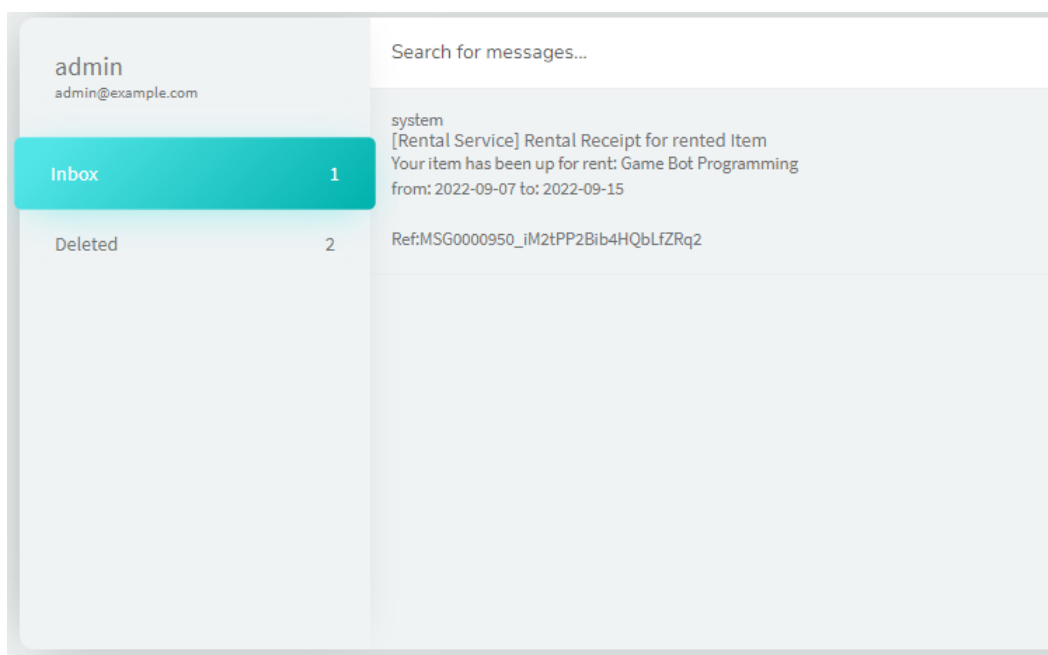 admin
admin@example.com
Inbox 1
Deleted 2
Search for messages...
system
[Rental Service] Rental Receipt for rented Item
Your item has been up for rent: Game Bot Programming
from: 2022-09-07 to: 2022-09-15
Ref:MSG0000950_iM2tPP2Bib4HQbLfZRq2